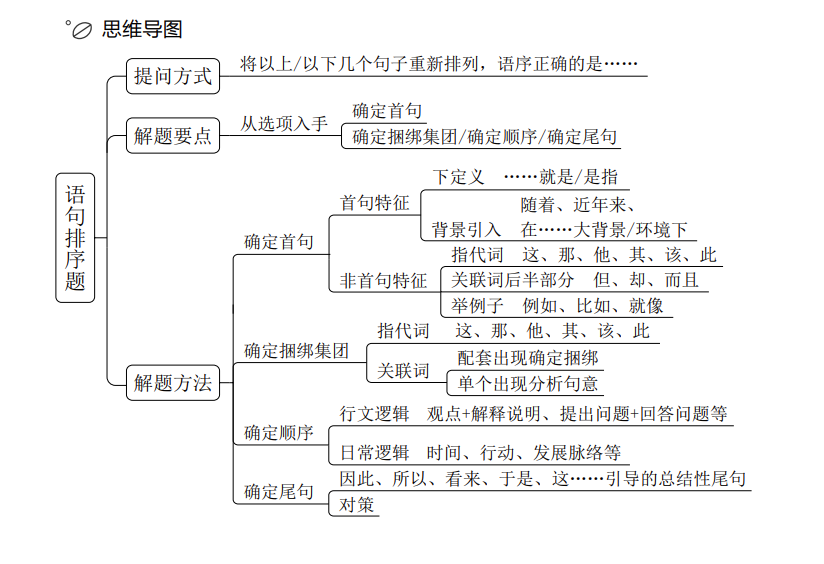 思维导图
提问方式
将以上/以下几个句子重新排列，语序正确的是……
解题要点
从选项入手
确定首句
确定捆绑集团/确定顺序/确定尾句
语句排序题
解题方法
确定首句
首句特征
下定义 ……就是/是指
背景引入
随着、近年来、
在……大背景/环境下
非首句特征
指代词 这、那、他、其、该、此
关联词后半部分 但、却、而且
举例子 例如、比如、就像
确定捆绑集团
指代词 这、那、他、其、该、此
关联词
配套出现确定捆绑
单个出现分析句意
确定顺序
行文逻辑 观点+解释说明、提出问题+回答问题等
日常逻辑 时间、行动、发展脉络等
确定尾句
因此、所以、看来、于是、这……引导的总结性尾句
对策